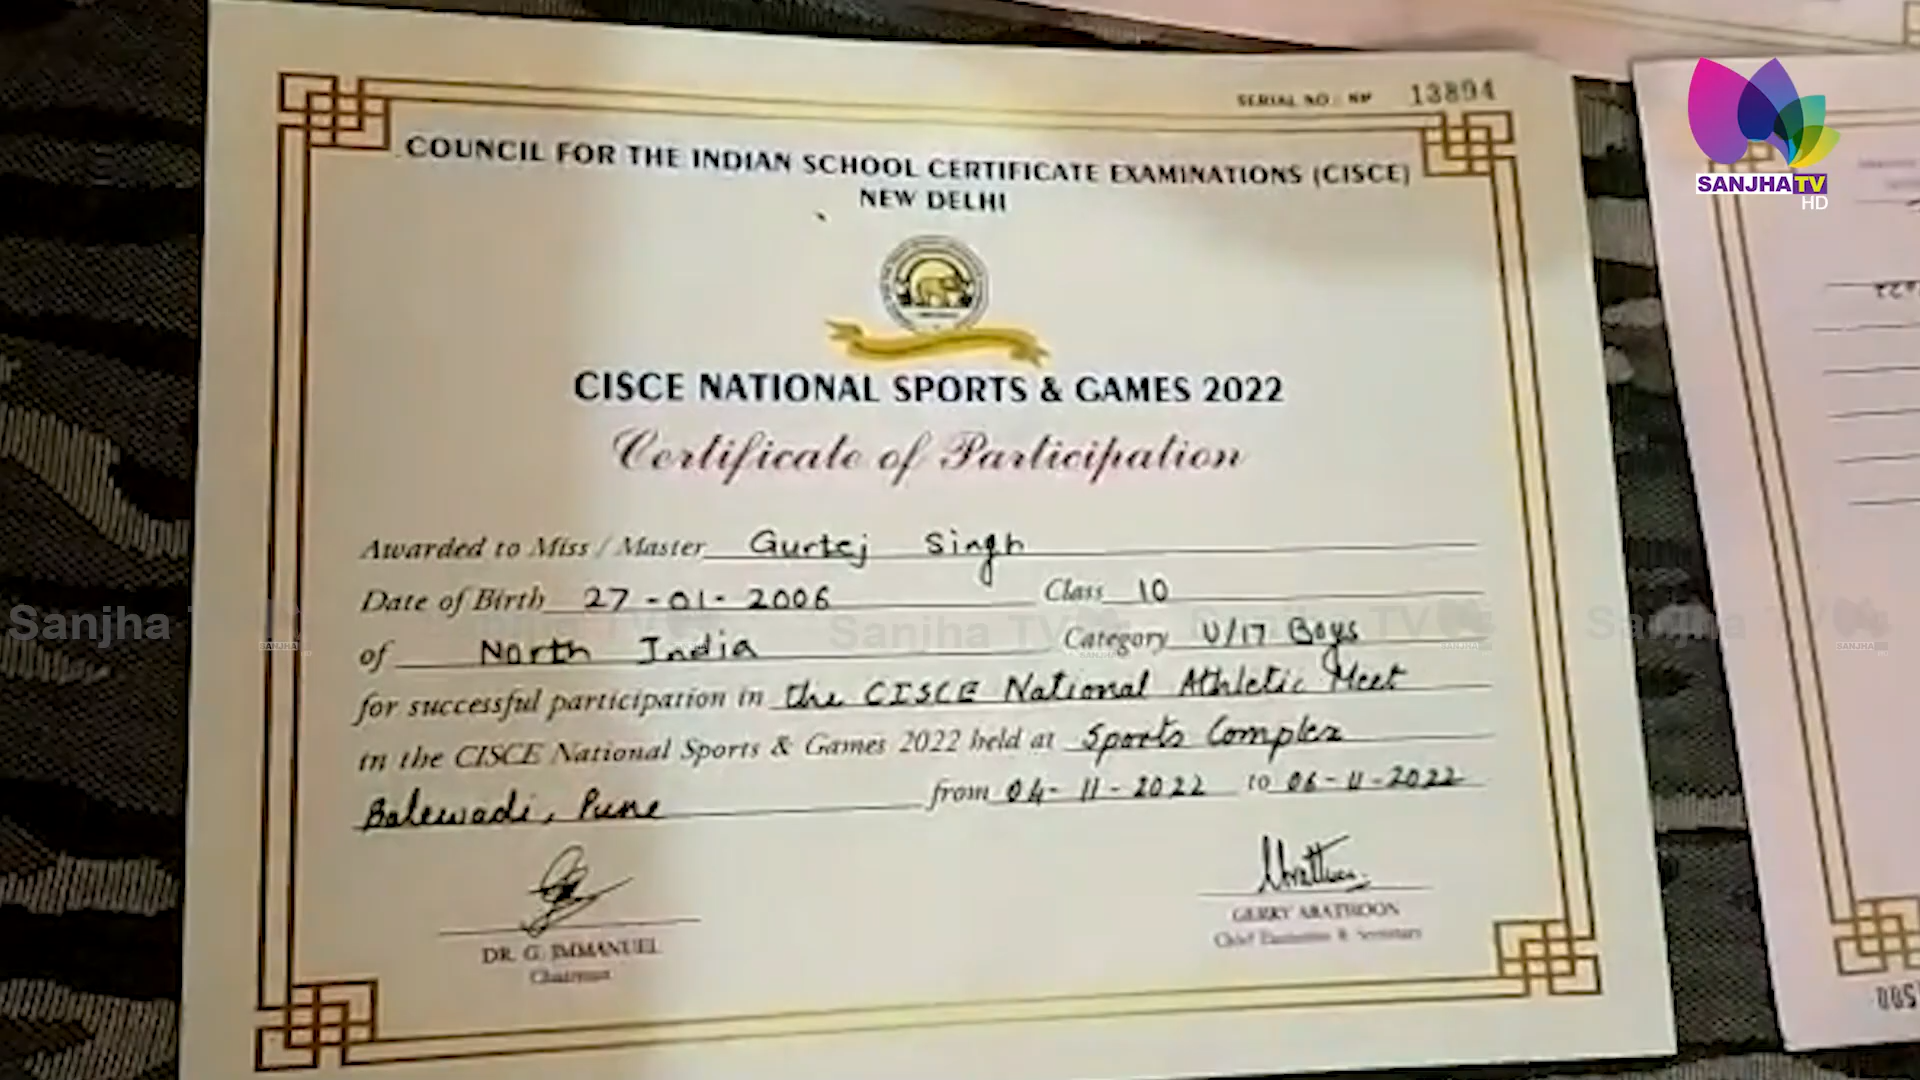 SERIAL NO: NP 13894
COUNCIL FOR THE INDIAN SCHOOL CERTIFICATE EXAMINATIONS (CISCE)
NEW DELHI
SANJHA TV
HD
CISCE NATIONAL SPORTS & GAMES 2022
Certificate of Participation
Awarded to Miss / Master Gurtej Singh
Date of Birth 27-01-2006 Class 10
Sanjha TV Sanjha TV Sanjha TV
of North India Category U/17 Boys
for successful participation in the CISCE National Athletic Meet
in the CISCE National Sports & Games 2022 held at Sports Complex
Balewadi, Pune from 04-11-2022 to 06-11-2022
DR. G. IMMANUEL
Chairman
GERRY ARATHOON
Chief Executive & Secretary